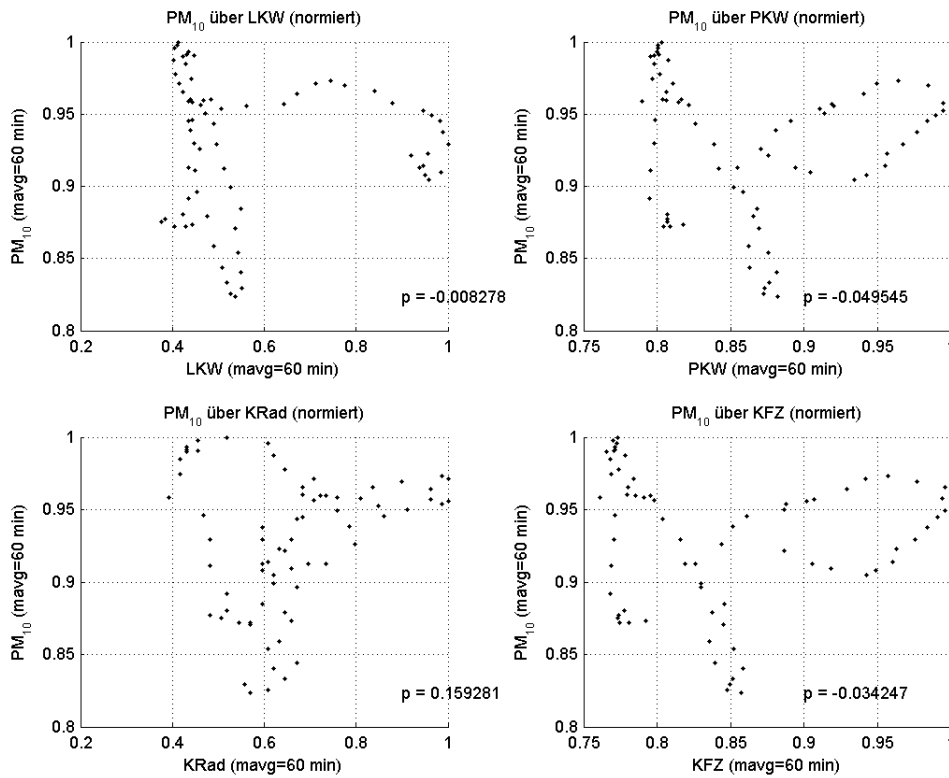 PM10 über LKW (normiert)
1
0.95
0.9
0.85
0.8
PM10 (mavg=60 min)
p = -0.008278
0.2 0.4 0.6 0.8 1
LKW (mavg=60 min)
PM10 über PKW (normiert)
1
0.95
0.9
0.85
0.8
PM10 (mavg=60 min)
p = -0.049545
0.75 0.8 0.85 0.9 0.95 1
PKW (mavg=60 min)
PM10 über KRad (normiert)
1
0.95
0.9
0.85
0.8
PM10 (mavg=60 min)
p = 0.159281
0.2 0.4 0.6 0.8 1
KRad (mavg=60 min)
PM10 über KFZ (normiert)
1
0.95
0.9
0.85
0.8
PM10 (mavg=60 min)
p = -0.034247
0.75 0.8 0.85 0.9 0.95 1
KFZ (mavg=60 min)